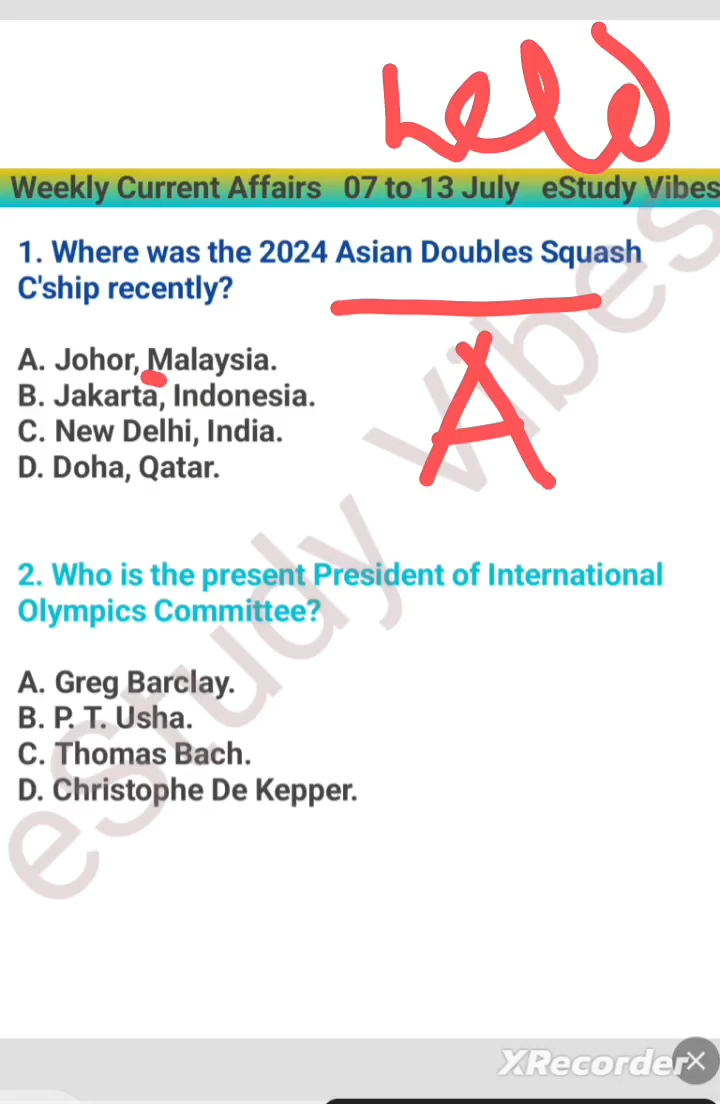 held
Weekly Current Affairs 07 to 13 July eStudy Vibes
1. Where was the 2024 Asian Doubles Squash
C'ship recently?
A
A. Johor, Malaysia.
B. Jakarta, Indonesia.
C. New Delhi, India.
D. Doha, Qatar.
2. Who is the present President of International
Olympics Committee?
A. Greg Barclay.
B. P. T. Usha.
C. Thomas Bach.
D. Christophe De Kepper.
eStudy Vibes
XRecorder